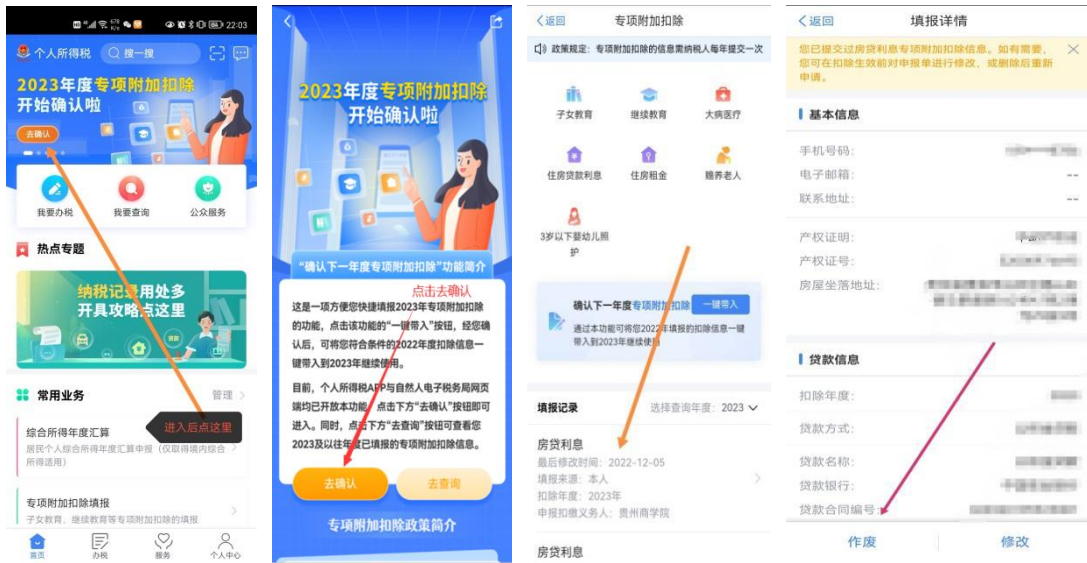 22:03
个人所得税
搜一搜
2023年度专项附加扣除
开始确认啦
去确认
我要办税
我要查询
公众服务
热点专题
纳税记录用处多
开具攻略点这里
常用业务
管理
综合所得年度汇算
进入后点这里
居民个人综合所得年度汇算申报（仅取得境内综合
所得适用）
专项附加扣除填报
子女教育、继续教育等专项附加扣除的填报
首页
办税
服务
个人中心
2023年度专项附加扣除
开始确认啦
“确认下一年度专项附加扣除”功能简介
点击去确认
这是一项方便您快捷填报2023年专项附加扣除
的功能，点击该功能的“一键带入”按钮，经您确
认后，可将您符合条件的2022年度扣除信息一
键带入到2023年继续使用。
目前，个人所得税APP与自然人电子税务局网页
端均已开放本功能，点击下方“去确认”按钮即可
进入。同时，点击下方“去查询”按钮可查看您
2023及以往年度已填报的专项附加扣除信息。
去确认
去查询
专项附加扣除政策简介
返回
专项附加扣除
政策规定：专项附加扣除的信息需纳税人每年提交一次
子女教育
继续教育
大病医疗
住房贷款利息
住房租金
赡养老人
3岁以下婴幼儿照
护
确认下一年度专项附加扣除
一键带入
通过本功能可将您2022年填报的扣除信息一键
带入到2023年继续使用
填报记录
选择查询年度：2023
房贷利息
最后修改时间：2022-12-05
填报来源：本人
扣除年度：2023年
申报扣缴义务人：贵州商学院
房贷利息
返回
填报详情
您已提交过房贷利息专项附加扣除信息。如有需要，
您可在扣除生效前对申报单进行修改，或删除后重新
申请。
基本信息
手机号码：
电子邮箱：
--
联系地址：
--
产权证明：
产权证号：
房屋坐落地址：
贷款信息
扣除年度：
贷款方式：
贷款名称：
贷款银行：
贷款合同编号：
作废
修改